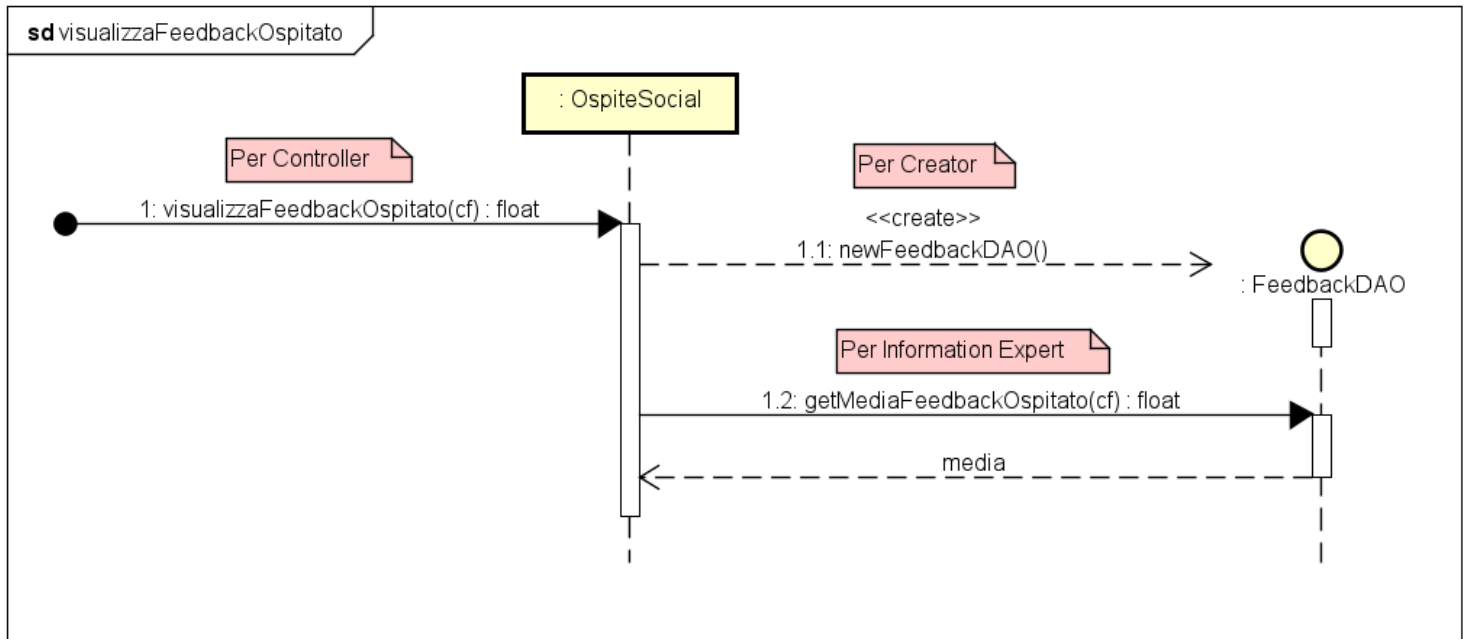 sd visualizzaFeedbackOspitato
: OspiteSocial
Per Controller
Per Creator
1: visualizzaFeedbackOspitato(cf) : float
<<create>>
1.1: newFeedbackDAO()
: FeedbackDAO
Per Information Expert
1.2: getMediaFeedbackOspitato(cf) : float
media